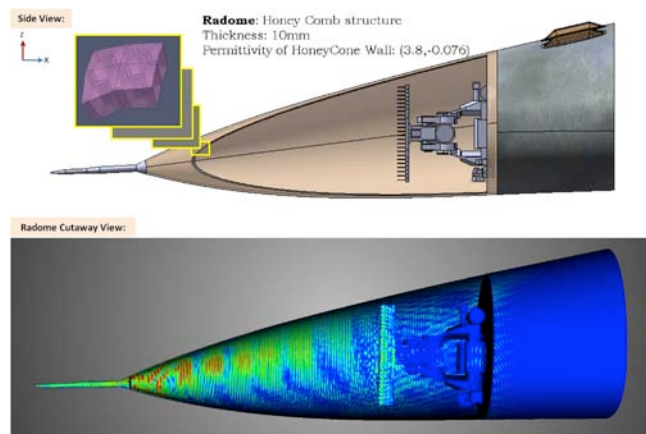 Side View:
Radome: Honey Comb structure
Thickness: 10mm
Permittivity of HoneyCone Wall: (3.8,-0.076)
Z
X
Radome Cutaway View: